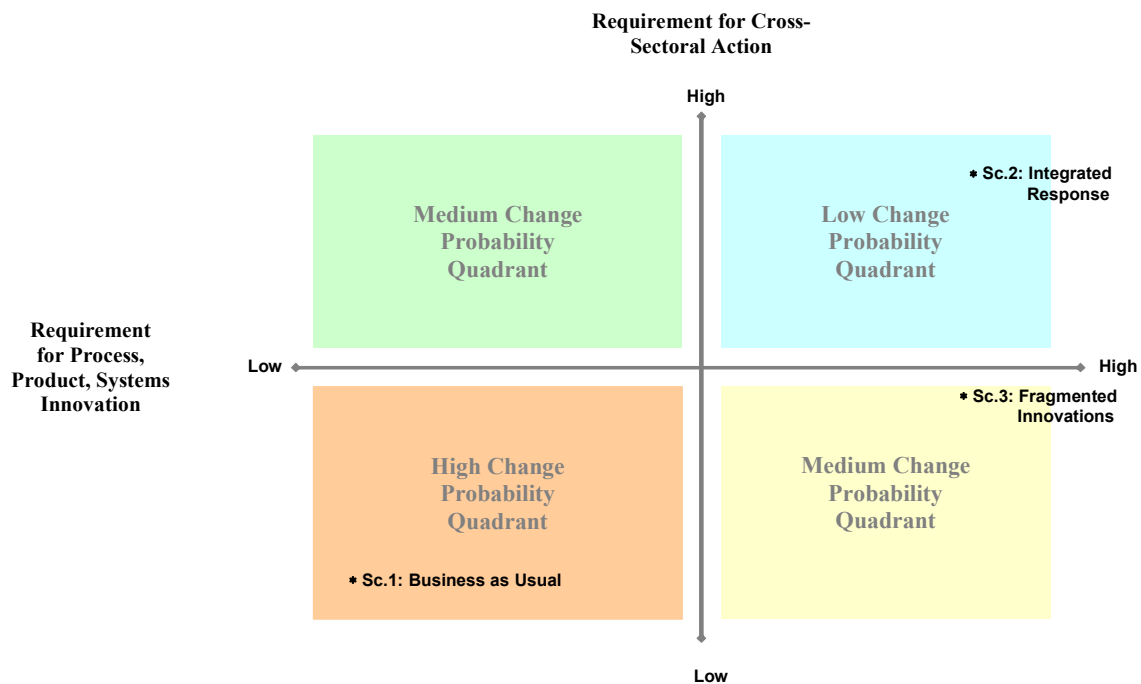 Requirement for Cross-
Sectoral Action
High
* Sc.2: Integrated
Response
Medium Change
Probability
Quadrant
Low Change
Probability
Quadrant
Requirement
for Process,
Product, Systems
Innovation
Low
High
* Sc.3: Fragmented
Innovations
High Change
Probability
Quadrant
Medium Change
Probability
Quadrant
* Sc.1: Business as Usual
Low